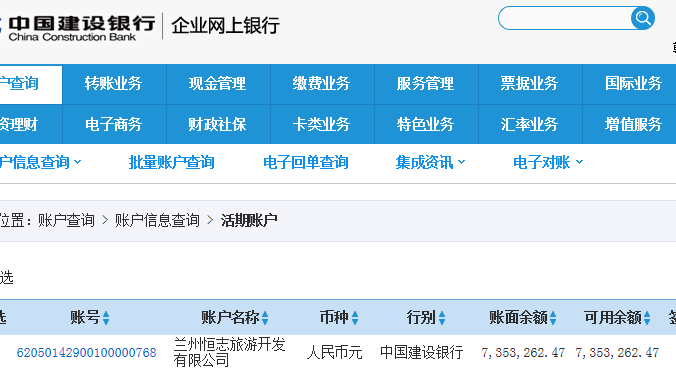 中国建设银行 企业网上银行
China Construction Bank
户查询 转账业务 现金管理 缴费业务 服务管理 票据业务 国际业务
资理财 电子商务 财政社保 卡类业务 特色业务 汇率业务 增值服务
户信息查询 批量账户查询 电子回单查询 集成资讯 电子对账
位置：账户查询 > 账户信息查询 > 活期账户
选
选 账号 账户名称 币种 行别 账面余额 可用余额
62050142900100000768 兰州恒志旅游开发有限公司 人民币元 中国建设银行 7,353,262.47 7,353,262.47